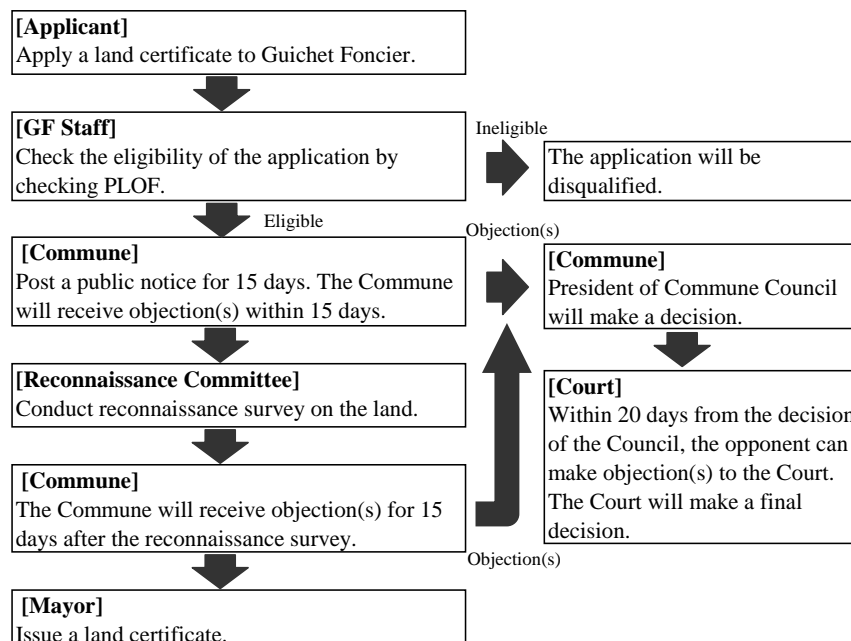 [Applicant]
Apply a land certificate to Guichet Foncier.
[GF Staff]
Check the eligibility of the application by
checking PLOF.
Ineligible
The application will be
disqualified.
Eligible
[Commune]
Post a public notice for 15 days. The Commune
will receive objection(s) within 15 days.
Objection(s)
[Commune]
President of Commune Council
will make a decision.
[Reconnaissance Committee]
Conduct reconnaissance survey on the land.
[Court]
Within 20 days from the decision
of the Council, the opponent can
make objection(s) to the Court.
The Court will make a final
decision.
[Commune]
The Commune will receive objection(s) for 15
days after the reconnaissance survey.
Objection(s)
[Mayor]
Issue a land certificate.